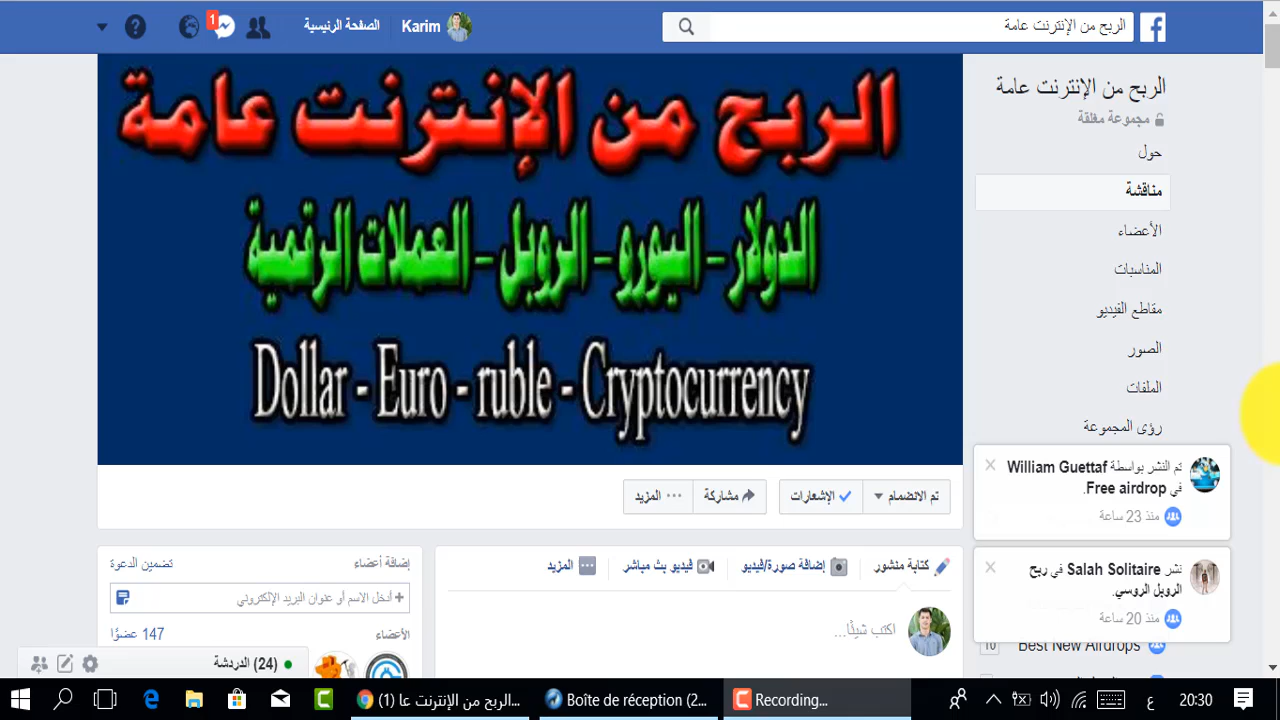 الربح من الإنترنت عامة
Karim
الصفحة الرئيسية
1
الربح من الإنترنت عامة
مجموعة مغلقة
حول
مناقشة
الأعضاء
المناسبات
مقاطع الفيديو
الصور
الملفات
رؤى المجموعة
الربح من الإنترنت عامة
الدولار - اليورو - الروبل - العملات الرقمية
Dollar - Euro - ruble - Cryptocurrency
تم الانضمام
الإشعارات
مشاركة
المزيد
تم النشر بواسطة William Guettaf
في Free airdrop.
منذ 23 ساعة
نشر Salah Solitaire في ربح
الروبل الروسي.
منذ 20 ساعة
Best New Airdrops
10
كتابة منشور
إضافة صورة/فيديو
فيديو بث مباشر
المزيد
اكتب شيئًا...
إضافة أعضاء
تضمين الدعوة
أدخل الاسم أو عنوان البريد الإلكتروني
الأعضاء
147 عضوًا
الدردشة (24)
(1) الربح من الإنترنت عا...
Boîte de réception (2...
Recording...
ع
20:30